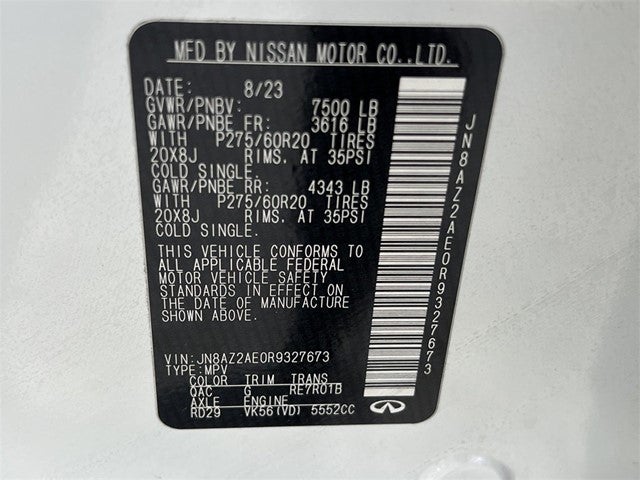 MFD BY NISSAN MOTOR CO.,LTD.
DATE: 8/23
GVWR/PNBV: 7500 LB
GAWR/PNBE FR: 3616 LB
WITH P275/60R20 TIRES
20X8J RIMS, AT 35PSI
COLD SINGLE.
GAWR/PNBE RR: 4343 LB
WITH P275/60R20 TIRES
20X8J RIMS, AT 35PSI
COLD SINGLE.
THIS VEHICLE CONFORMS TO
ALL APPLICABLE FEDERAL
MOTOR VEHICLE SAFETY
STANDARDS IN EFFECT ON
THE DATE OF MANUFACTURE
SHOWN ABOVE.
VIN: JN8AZ2AE0R9327673
TYPE: MPV
COLOR TRIM TRANS
QAC G RE7R01B
AXLE ENGINE
RD29 VK56(VD) 5552CC
JN8AZ2AE0R9327673